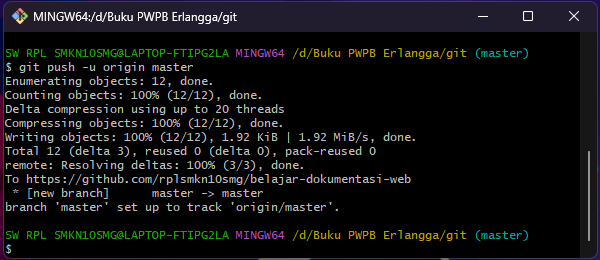 MINGW64:/d/Buku PWPB Erlangga/git
SW RPL SMKN10SMG@LAPTOP-FTIPG2LA MINGW64 /d/Buku PWPB Erlangga/git (master)
$ git push -u origin master
Enumerating objects: 12, done.
Counting objects: 100% (12/12), done.
Delta compression using up to 20 threads
Compressing objects: 100% (12/12), done.
Writing objects: 100% (12/12), 1.92 KiB | 1.92 MiB/s, done.
Total 12 (delta 3), reused 0 (delta 0), pack-reused 0
remote: Resolving deltas: 100% (3/3), done.
To https://github.com/rplsmkn10smg/belajar-dokumentasi-web
 * [new branch]      master -> master
branch 'master' set up to track 'origin/master'.
SW RPL SMKN10SMG@LAPTOP-FTIPG2LA MINGW64 /d/Buku PWPB Erlangga/git (master)
$